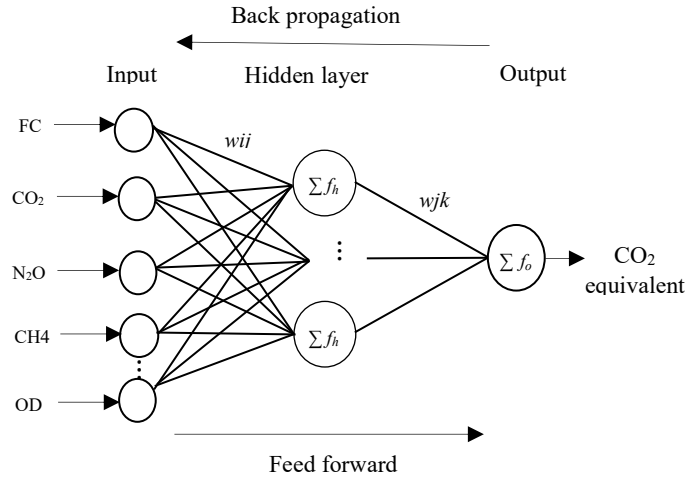 Back propagation
Input
Hidden layer
Output
FC
wij
∑ fₕ
CO₂
wjk
⋮
N₂O
∑ fₒ
CO₂
equivalent
CH4
∑ fₕ
⋮
OD
Feed forward